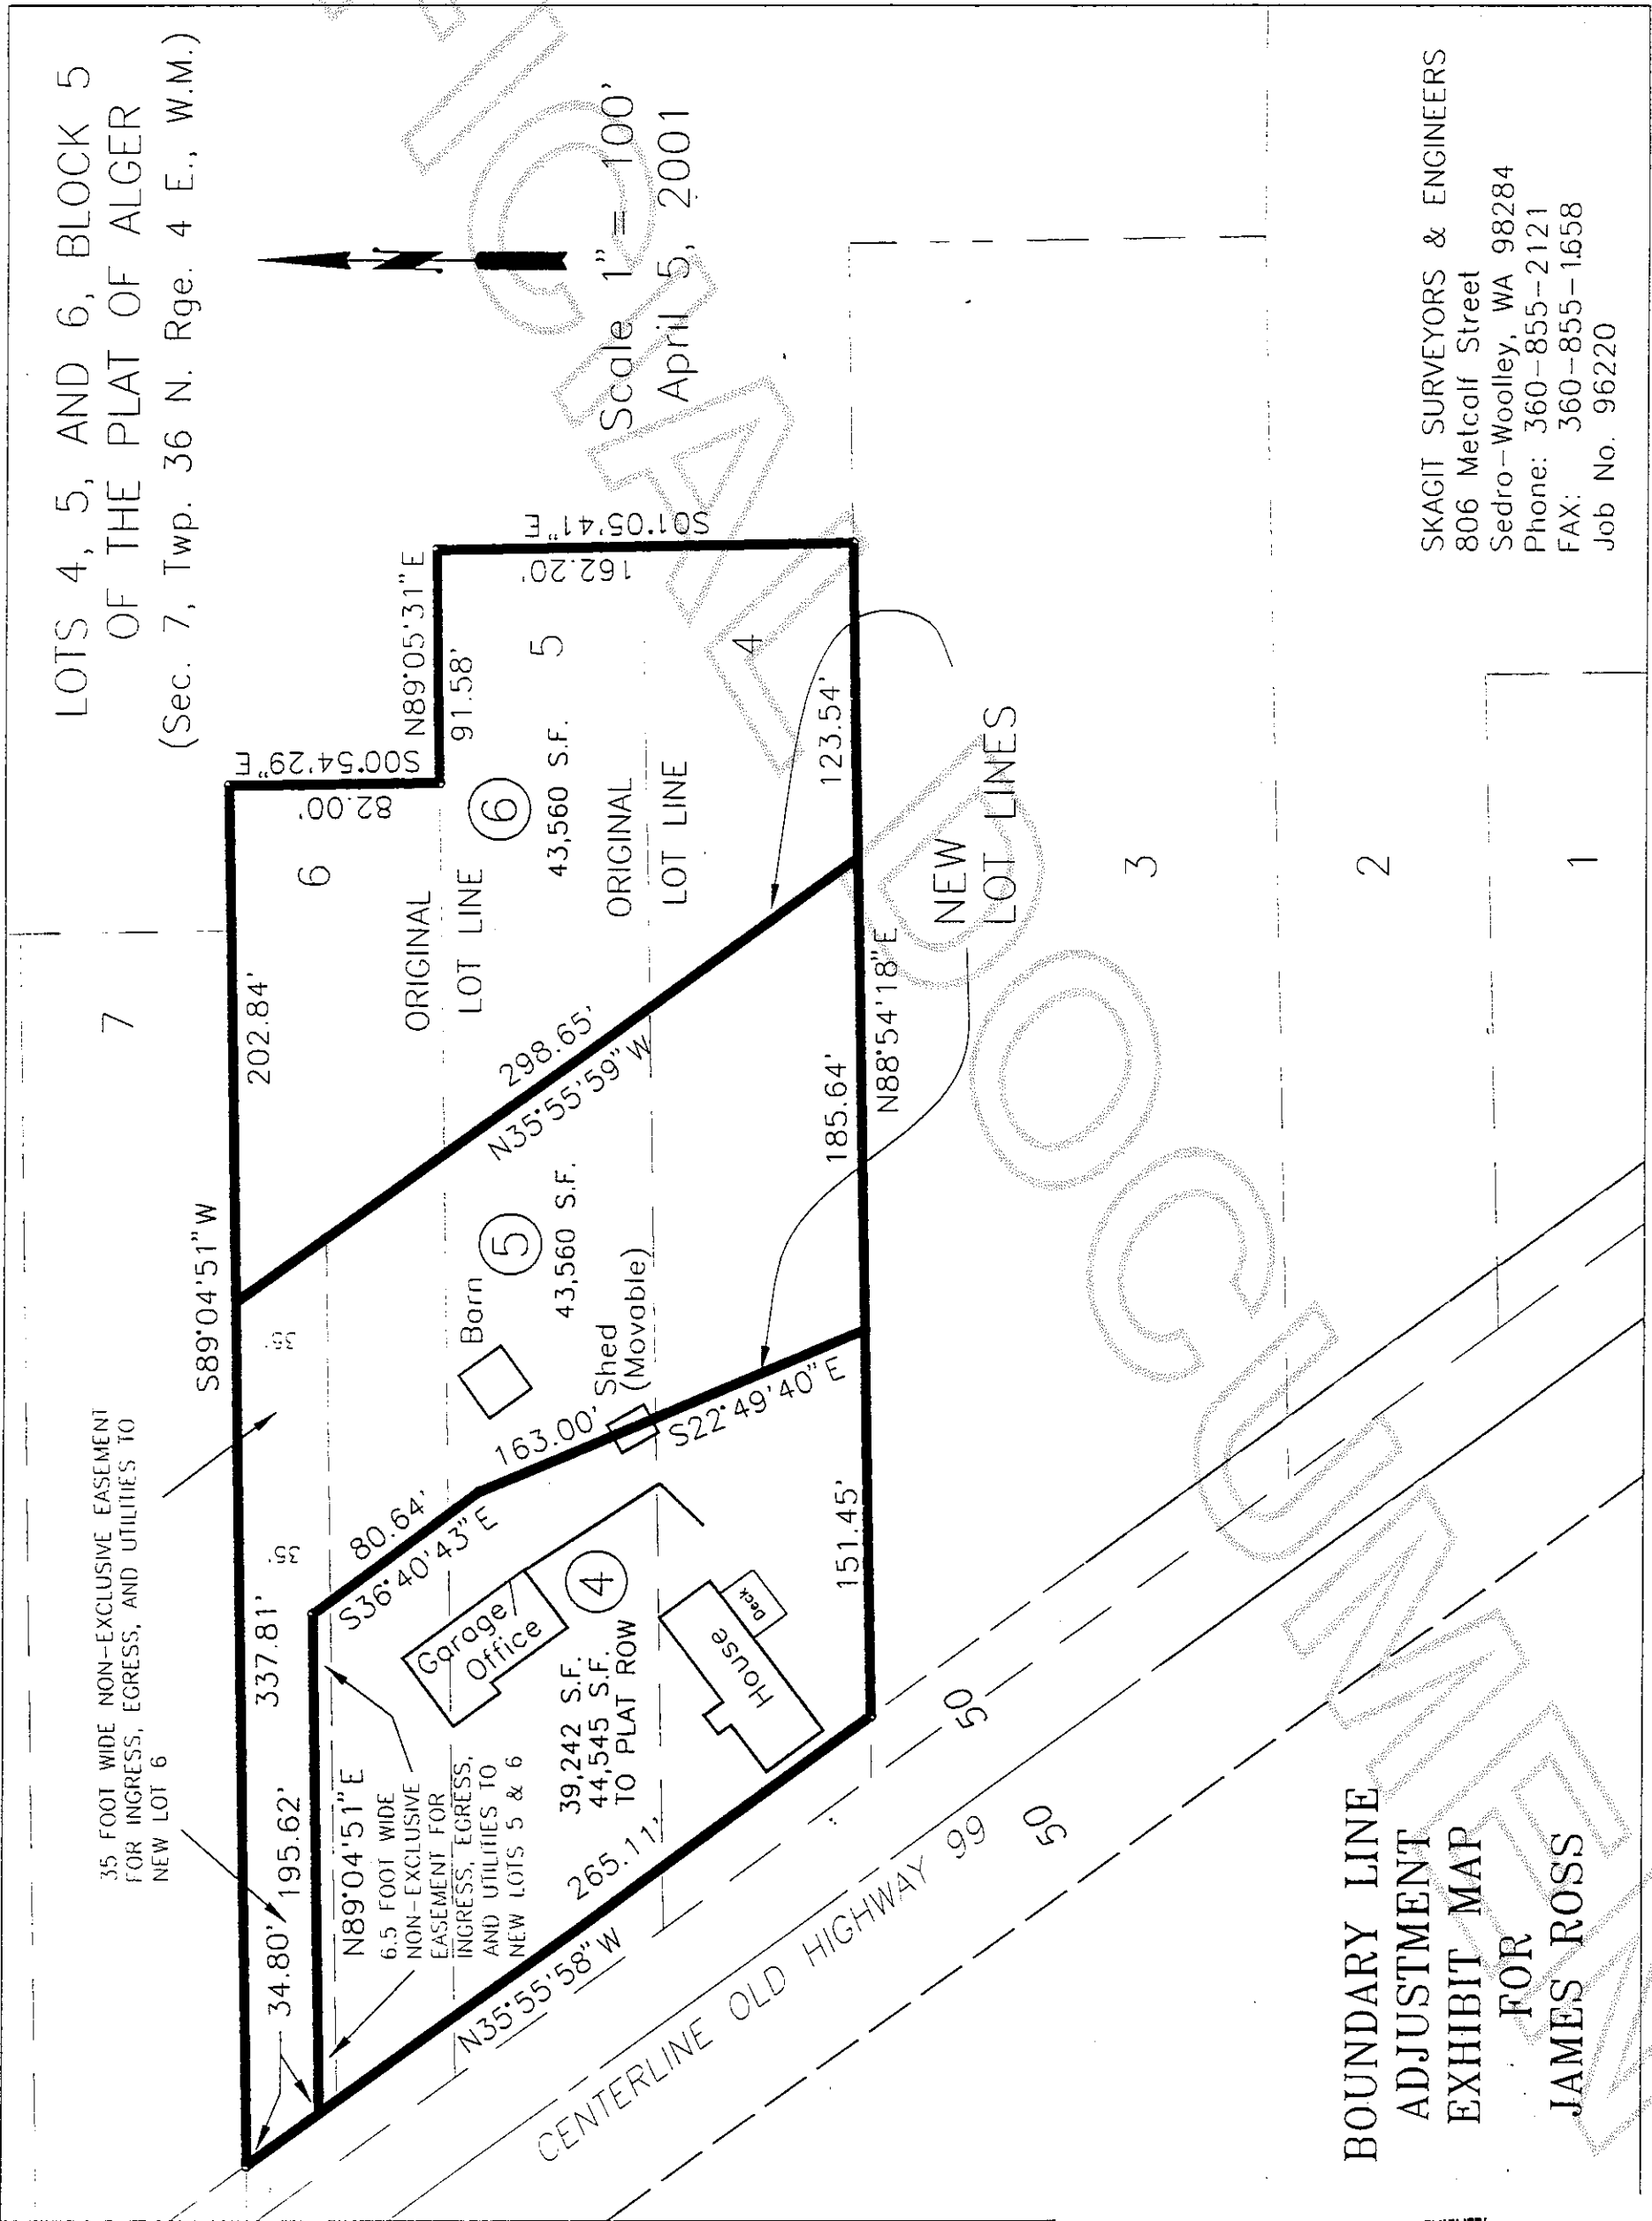 LOTS 4, 5, AND 6, BLOCK 5
OF THE PLAT OF ALGER
(Sec. 7, Twp. 36 N. Rge. 4 E., W.M.)
Scale 1" = 100'
April 5, 2001
35 FOOT WIDE NON-EXCLUSIVE EASEMENT
FOR INGRESS, EGRESS, AND UTILITIES TO
NEW LOT 6
7
S89°04'51"W
337.81'
202.84'
34.80'
195.62'
35'
35'
N89°04'51"E
6.5 FOOT WIDE
NON-EXCLUSIVE
EASEMENT FOR
INGRESS, EGRESS,
AND UTILITIES TO
NEW LOTS 5 & 6
80.64'
S36°40'43"E
6
S00°54'29"E
82.00'
N89°05'31"E
91.58'
ORIGINAL
LOT LINE
6
43,560 S.F.
5
S01°05'41"E
162.20'
ORIGINAL
LOT LINE
4
298.65'
N35°55'59"W
Barn
5
43,560 S.F.
Shed
(Movable)
163.00'
S22°49'40"E
Garage/
Office
4
39,242 S.F.
44,545 S.F.
TO PLAT ROW
House
Deck
265.11'
N35°55'58"W
151.45'
185.64'
123.54'
N88°54'18"E
NEW
LOT LINES
50
50
CENTERLINE OLD HIGHWAY 99
3
2
1
BOUNDARY LINE
ADJUSTMENT
EXHIBIT MAP
FOR
JAMES ROSS
SKAGIT SURVEYORS & ENGINEERS
806 Metcalf Street
Sedro-Woolley, WA 98284
Phone: 360-855-2121
FAX: 360-855-1658
Job No. 96220